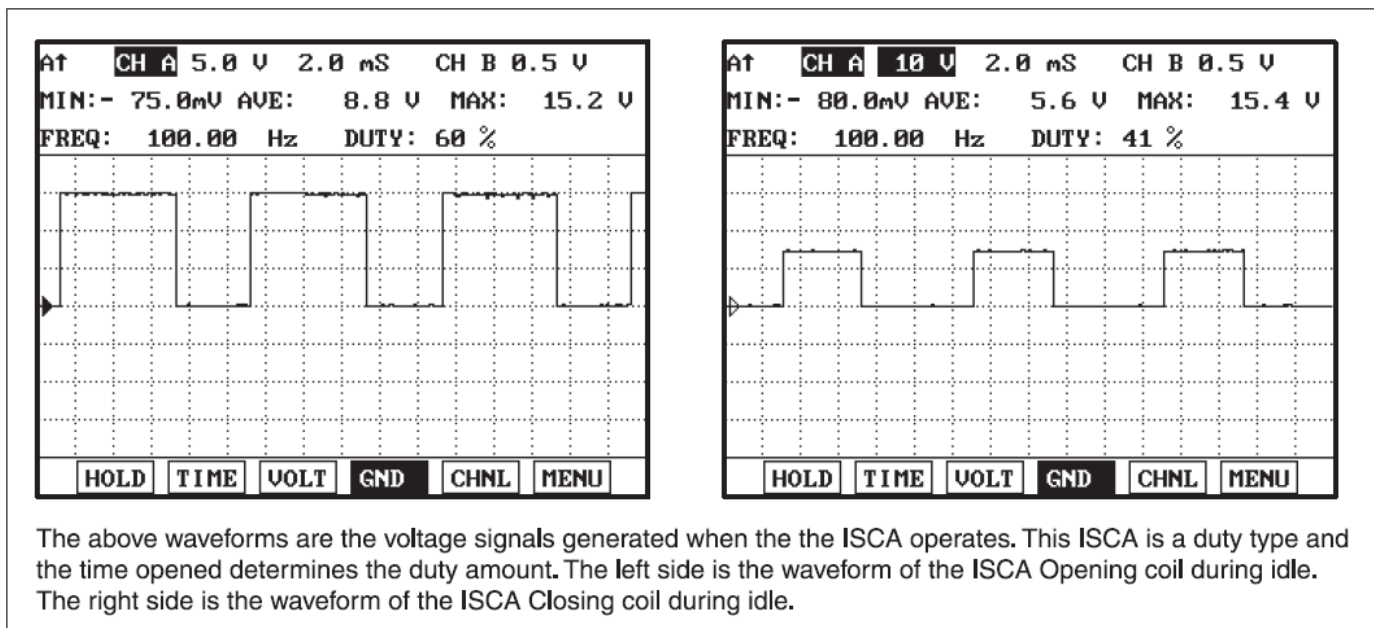 A↑ CH A 5.0 V 2.0 mS CH B 0.5 V
MIN:- 75.0mV AVE: 8.8 V MAX: 15.2 V
FREQ: 100.00 Hz DUTY: 60 %
HOLD TIME VOLT GND CHNL MENU
A↑ CH A 10 V 2.0 mS CH B 0.5 V
MIN:- 80.0mV AVE: 5.6 V MAX: 15.4 V
FREQ: 100.00 Hz DUTY: 41 %
HOLD TIME VOLT GND CHNL MENU
The above waveforms are the voltage signals generated when the the ISCA operates. This ISCA is a duty type and
the time opened determines the duty amount. The left side is the waveform of the ISCA Opening coil during idle.
The right side is the waveform of the ISCA Closing coil during idle.